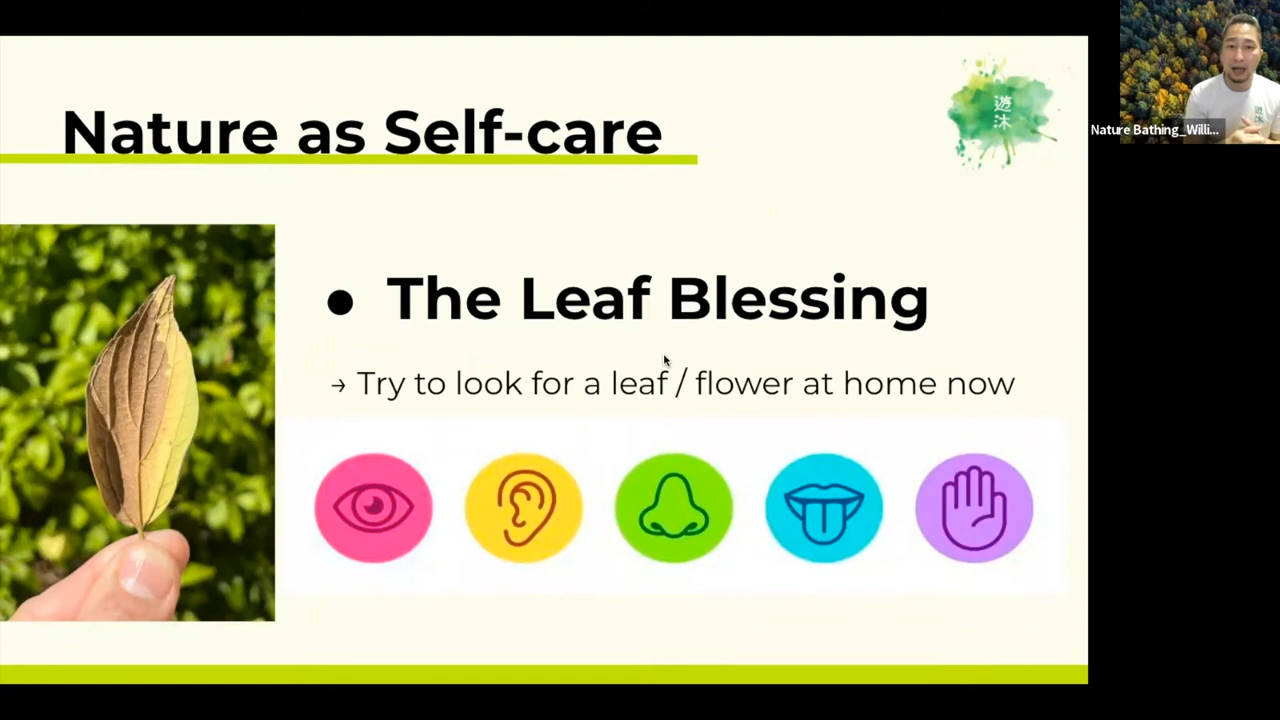 Nature as Self-care
遊
沐
Nature Bathing_Willi...
● The Leaf Blessing
→ Try to look for a leaf / flower at home now